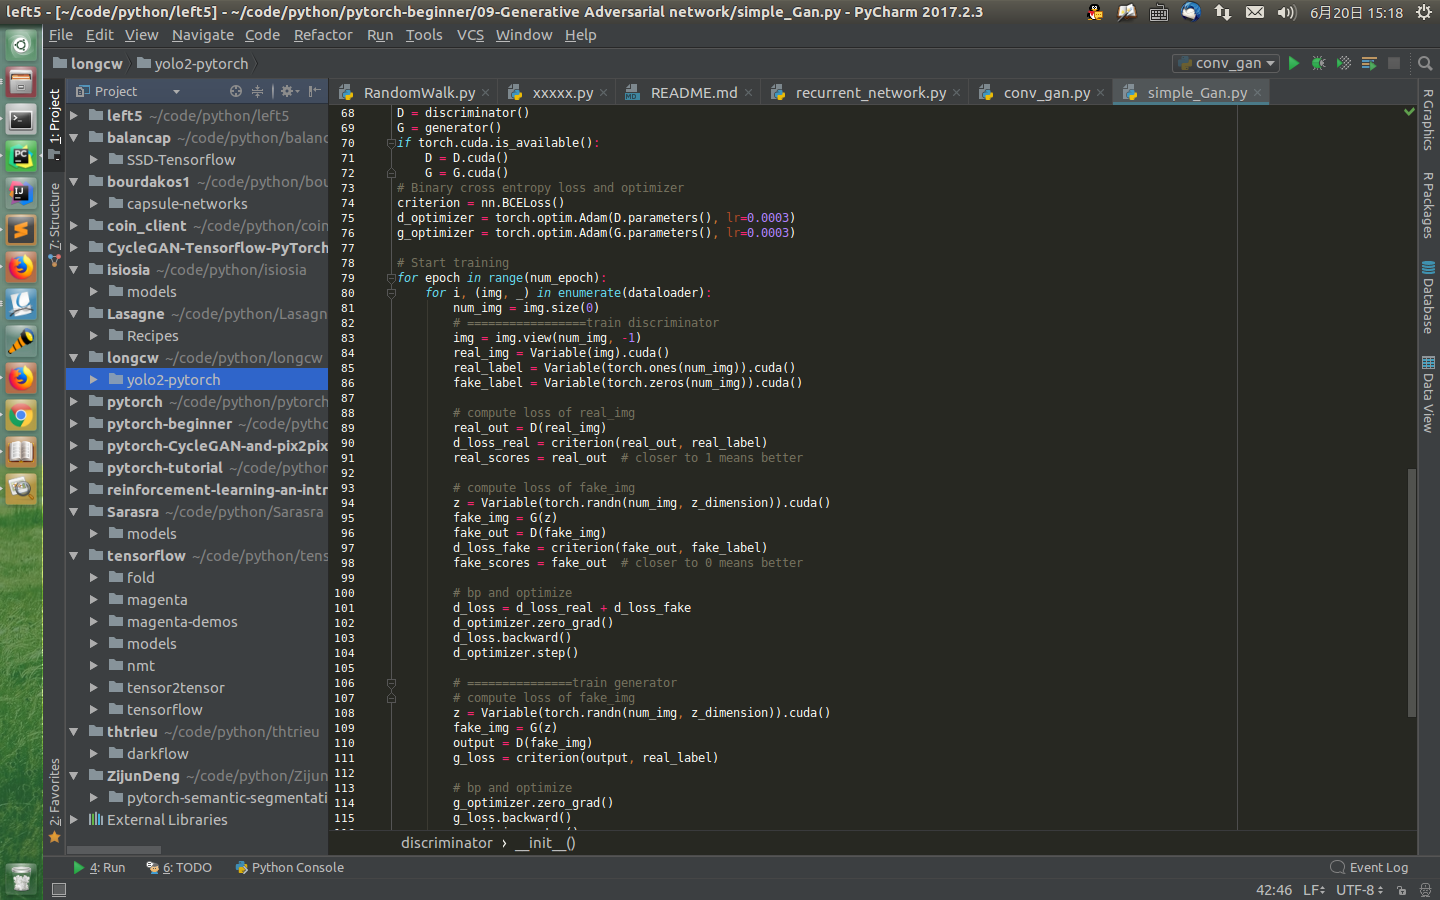 left5 - [~/code/python/left5] - ~/code/python/pytorch-beginner/09-Generative Adversarial network/simple_Gan.py - PyCharm 2017.2.3
6月20日 15:18
File Edit View Navigate Code Refactor Run Tools VCS Window Help
longcw yolo2-pytorch
conv_gan
Project
RandomWalk.py xxxxx.py README.md recurrent_network.py conv_gan.py simple_Gan.py
1: Project
7: Structure
2: Favorites
left5 ~/code/python/left5
balancap ~/code/python/balanc
SSD-Tensorflow
bourdakos1 ~/code/python/bou
capsule-networks
coin_client ~/code/python/coin
CycleGAN-Tensorflow-PyTorch
isiosia ~/code/python/isiosia
models
Lasagne ~/code/python/Lasagn
Recipes
longcw ~/code/python/longcw
yolo2-pytorch
pytorch ~/code/python/pytorch
pytorch-beginner ~/code/pytho
pytorch-CycleGAN-and-pix2pix
pytorch-tutorial ~/code/python
reinforcement-learning-an-intr
Sarasra ~/code/python/Sarasra
models
tensorflow ~/code/python/tens
fold
magenta
magenta-demos
models
nmt
tensor2tensor
tensorflow
thtrieu ~/code/python/thtrieu
darkflow
ZijunDeng ~/code/python/Zijun
pytorch-semantic-segmentati
External Libraries
68 D = discriminator()
69 G = generator()
70 if torch.cuda.is_available():
71 D = D.cuda()
72 G = G.cuda()
73 # Binary cross entropy loss and optimizer
74 criterion = nn.BCELoss()
75 d_optimizer = torch.optim.Adam(D.parameters(), lr=0.0003)
76 g_optimizer = torch.optim.Adam(G.parameters(), lr=0.0003)
77
78 # Start training
79 for epoch in range(num_epoch):
80 for i, (img, _) in enumerate(dataloader):
81 num_img = img.size(0)
82 # =================train discriminator
83 img = img.view(num_img, -1)
84 real_img = Variable(img).cuda()
85 real_label = Variable(torch.ones(num_img)).cuda()
86 fake_label = Variable(torch.zeros(num_img)).cuda()
87
88 # compute loss of real_img
89 real_out = D(real_img)
90 d_loss_real = criterion(real_out, real_label)
91 real_scores = real_out # closer to 1 means better
92
93 # compute loss of fake_img
94 z = Variable(torch.randn(num_img, z_dimension)).cuda()
95 fake_img = G(z)
96 fake_out = D(fake_img)
97 d_loss_fake = criterion(fake_out, fake_label)
98 fake_scores = fake_out # closer to 0 means better
99
100 # bp and optimize
101 d_loss = d_loss_real + d_loss_fake
102 d_optimizer.zero_grad()
103 d_loss.backward()
104 d_optimizer.step()
105
106 # ===============train generator
107 # compute loss of fake_img
108 z = Variable(torch.randn(num_img, z_dimension)).cuda()
109 fake_img = G(z)
110 output = D(fake_img)
111 g_loss = criterion(output, real_label)
112
113 # bp and optimize
114 g_optimizer.zero_grad()
115 g_loss.backward()
discriminator › __init__()
R Graphics
R Packages
Database
Data View
4: Run 6: TODO Python Console Event Log
42:46 LF UTF-8